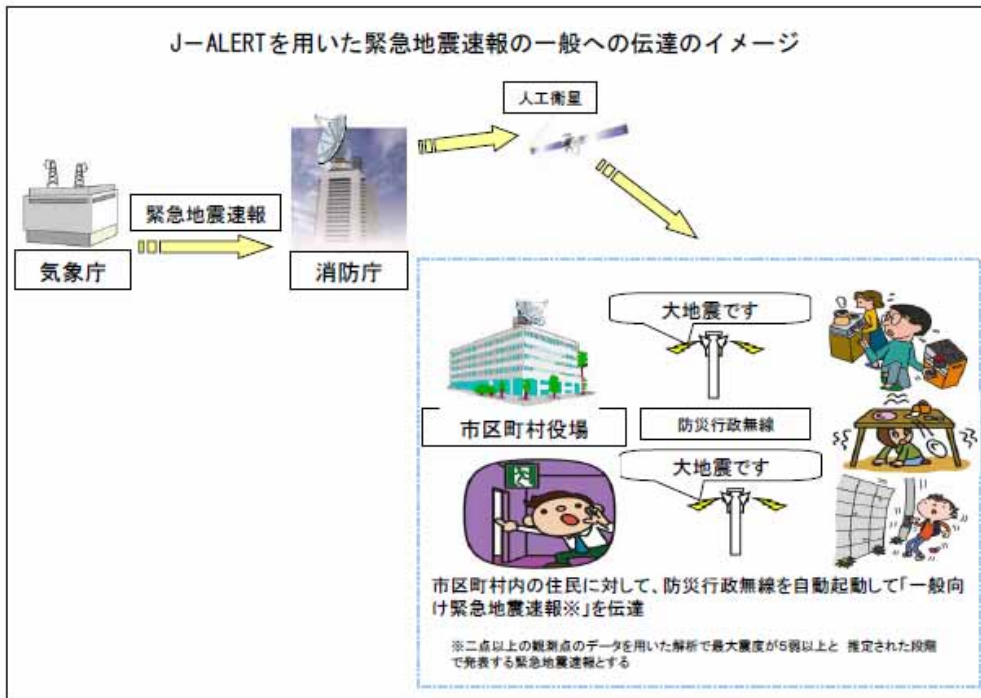 J-ALERTを用いた緊急地震速報の一般への伝達のイメージ
人工衛星
緊急地震速報
気象庁
消防庁
大地震です
市区町村役場
防災行政無線
大地震です
市区町村内の住民に対して、防災行政無線を自動起動して「一般向
け緊急地震速報※」を伝達
※二点以上の観測点のデータを用いた解析で最大震度が5弱以上と 推定された段階
で発表する緊急地震速報とする